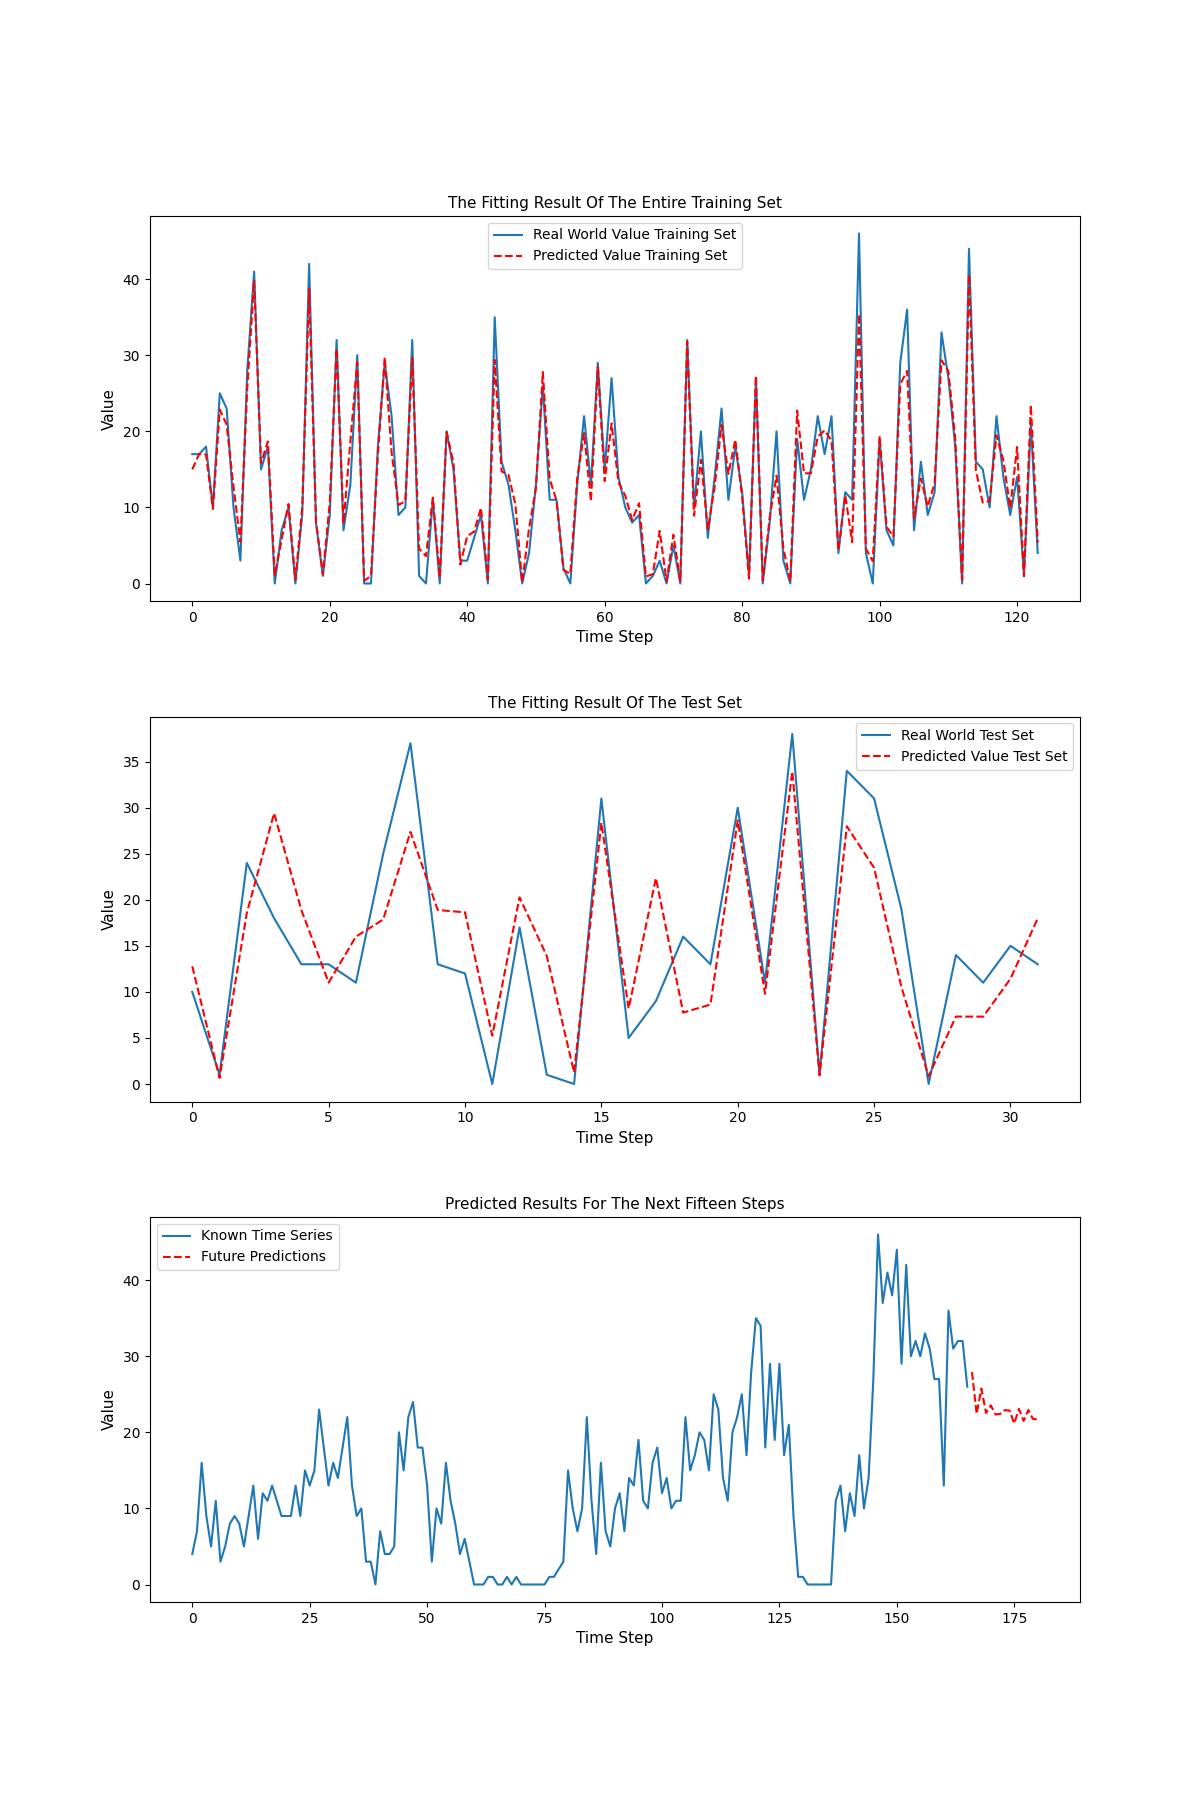 The Fitting Result Of The Entire Training Set
Real World Value Training Set
Predicted Value Training Set
Value
40
30
20
10
0
0 20 40 60 80 100 120
Time Step
The Fitting Result Of The Test Set
Real World Test Set
Predicted Value Test Set
Value
35
30
25
20
15
10
5
0
0 5 10 15 20 25 30
Time Step
Predicted Results For The Next Fifteen Steps
Known Time Series
Future Predictions
Value
40
30
20
10
0
0 25 50 75 100 125 150 175
Time Step